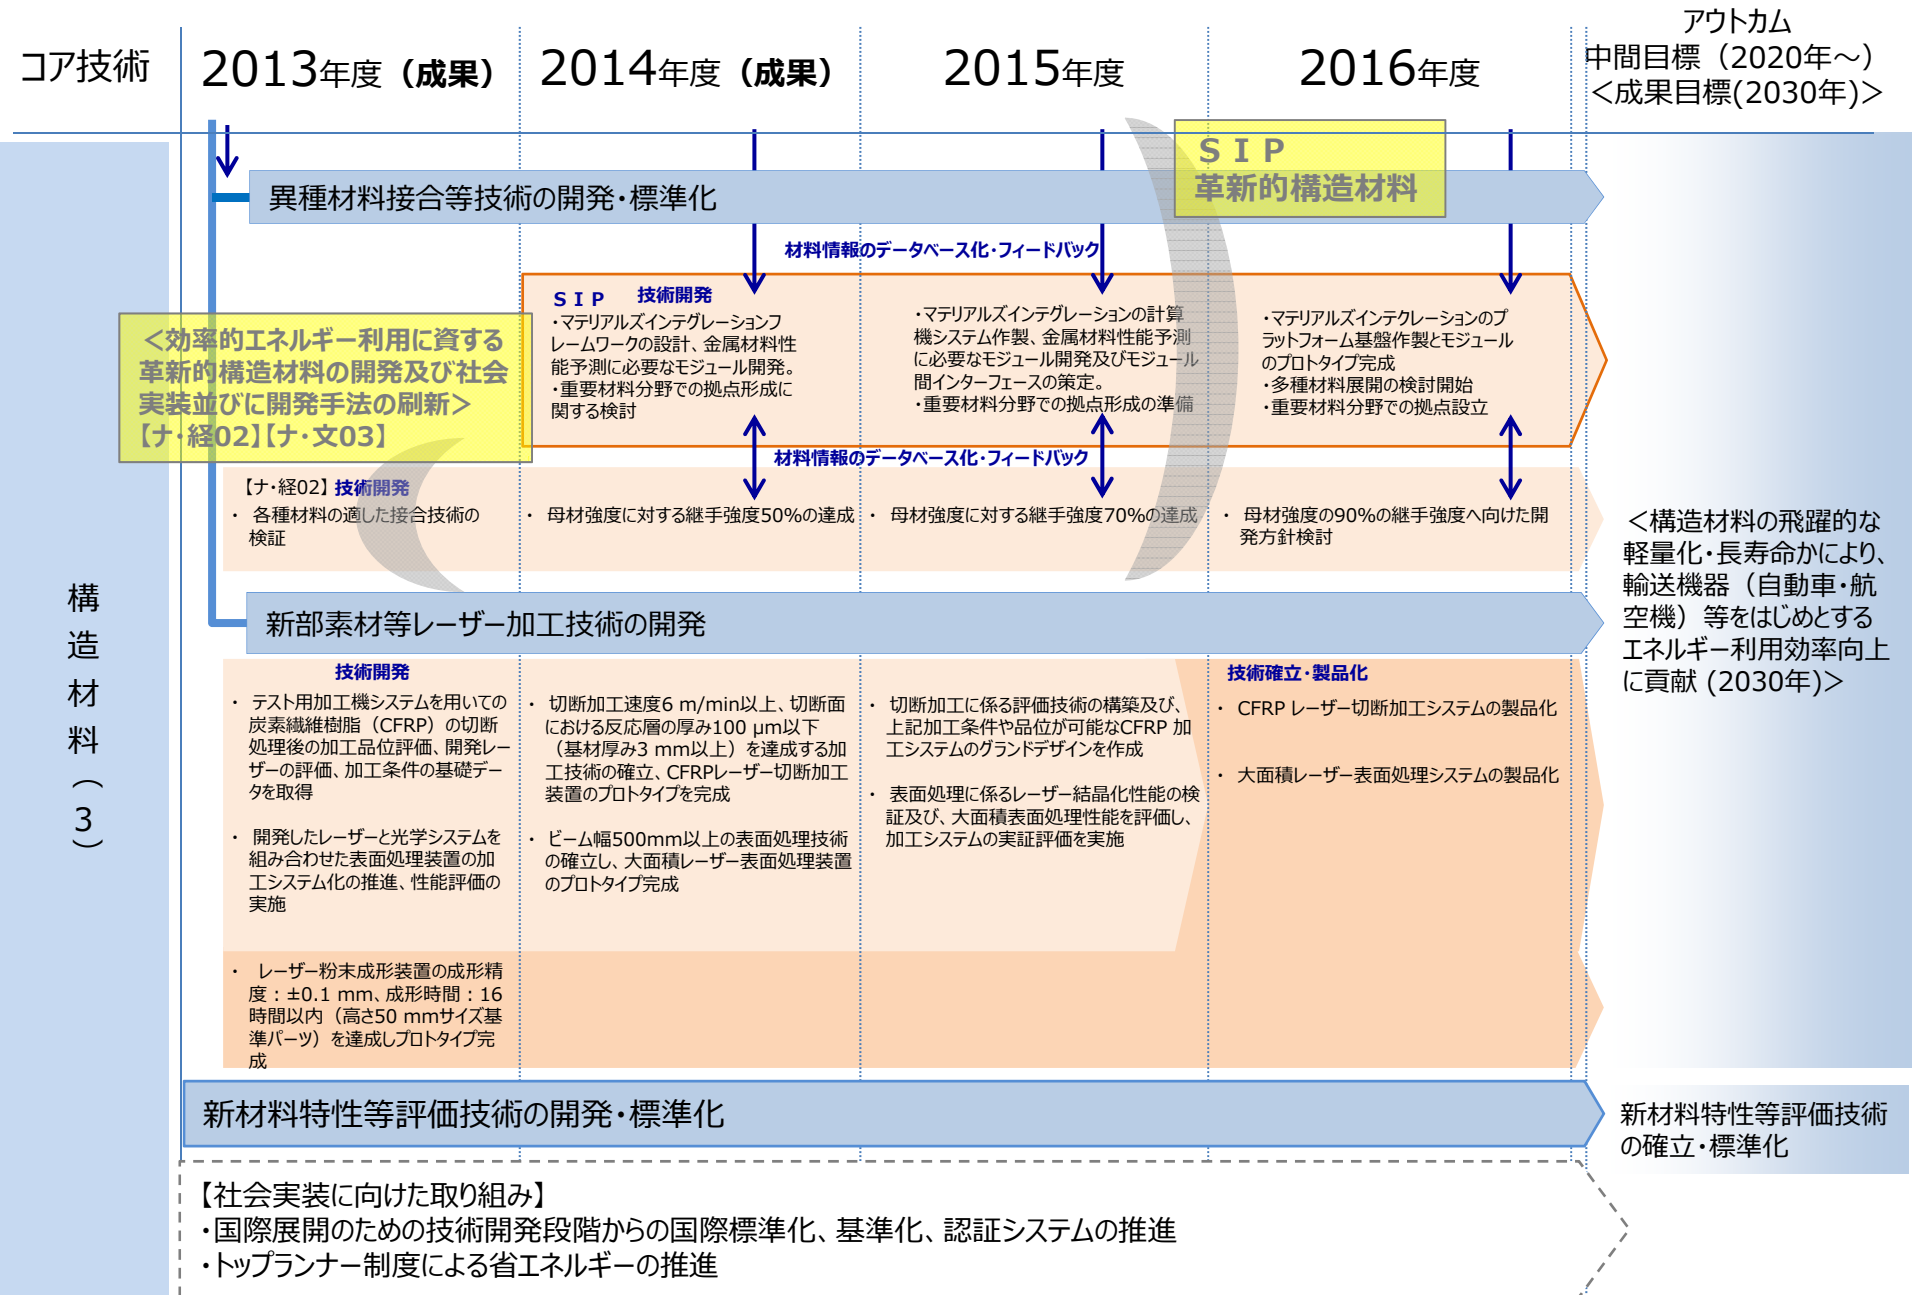 コア技術
2013年度（成果）
2014年度（成果）
2015年度
2016年度
アウトカム
中間目標（2020年～）
＜成果目標(2030年)＞
構造材料（3）
ＳＩＰ
革新的構造材料
異種材料接合等技術の開発・標準化
材料情報のデータベース化・フィードバック
＜効率的エネルギー利用に資する
革新的構造材料の開発及び社会
実装並びに開発手法の刷新＞
【ナ・経02】【ナ・文03】
ＳＩＰ　技術開発
・マテリアルズインテグレーションフ
レームワークの設計、金属材料性
能予測に必要なモジュール開発。
・重要材料分野での拠点形成に
関する検討
・マテリアルズインテグレーションの計算
機システム作製、金属材料性能予測
に必要なモジュール開発及びモジュール
間インターフェースの策定。
・重要材料分野での拠点形成の準備
・マテリアルズインテクレーションのプ
ラットフォーム基盤作製とモジュール
のプロトタイプ完成
・多種材料展開の検討開始
・重要材料分野での拠点設立
材料情報のデータベース化・フィードバック
【ナ・経02】技術開発
・ 各種材料の適した接合技術の
検証
・ 母材強度に対する継手強度50%の達成
・ 母材強度に対する継手強度70%の達成
・ 母材強度の90%の継手強度へ向けた開
発方針検討
新部素材等レーザー加工技術の開発
技術開発
・ テスト用加工機システムを用いての
炭素繊維樹脂（CFRP）の切断
処理後の加工品位評価、開発レー
ザーの評価、加工条件の基礎デー
タを取得
・ 開発したレーザーと光学システムを
組み合わせた表面処理装置の加
工システム化の推進、性能評価の
実施
・ 切断加工速度6 m/min以上、切断面
における反応層の厚み100 μm以下
（基材厚み3 mm以上）を達成する加
工技術の確立、CFRPレーザー切断加工
装置のプロトタイプを完成
・ ビーム幅500mm以上の表面処理技術
の確立し、大面積レーザー表面処理装置
のプロトタイプ完成
・ 切断加工に係る評価技術の構築及び、
上記加工条件や品位が可能なCFRP 加
工システムのグランドデザインを作成
・ 表面処理に係るレーザー結晶化性能の検
証及び、大面積表面処理性能を評価し、
加工システムの実証評価を実施
技術確立・製品化
・ CFRP レーザー切断加工システムの製品化
・ 大面積レーザー表面処理システムの製品化
・ レーザー粉末成形装置の成形精
度：±0.1 mm、成形時間：16
時間以内（高さ50 mmサイズ基
準パーツ）を達成しプロトタイプ完
成
＜構造材料の飛躍的な
軽量化・長寿命かにより、
輸送機器（自動車・航
空機）等をはじめとする
エネルギー利用効率向上
に貢献 (2030年)＞
新材料特性等評価技術の開発・標準化
新材料特性等評価技術
の確立・標準化
【社会実装に向けた取り組み】
・国際展開のための技術開発段階からの国際標準化、基準化、認証システムの推進
・トップランナー制度による省エネルギーの推進